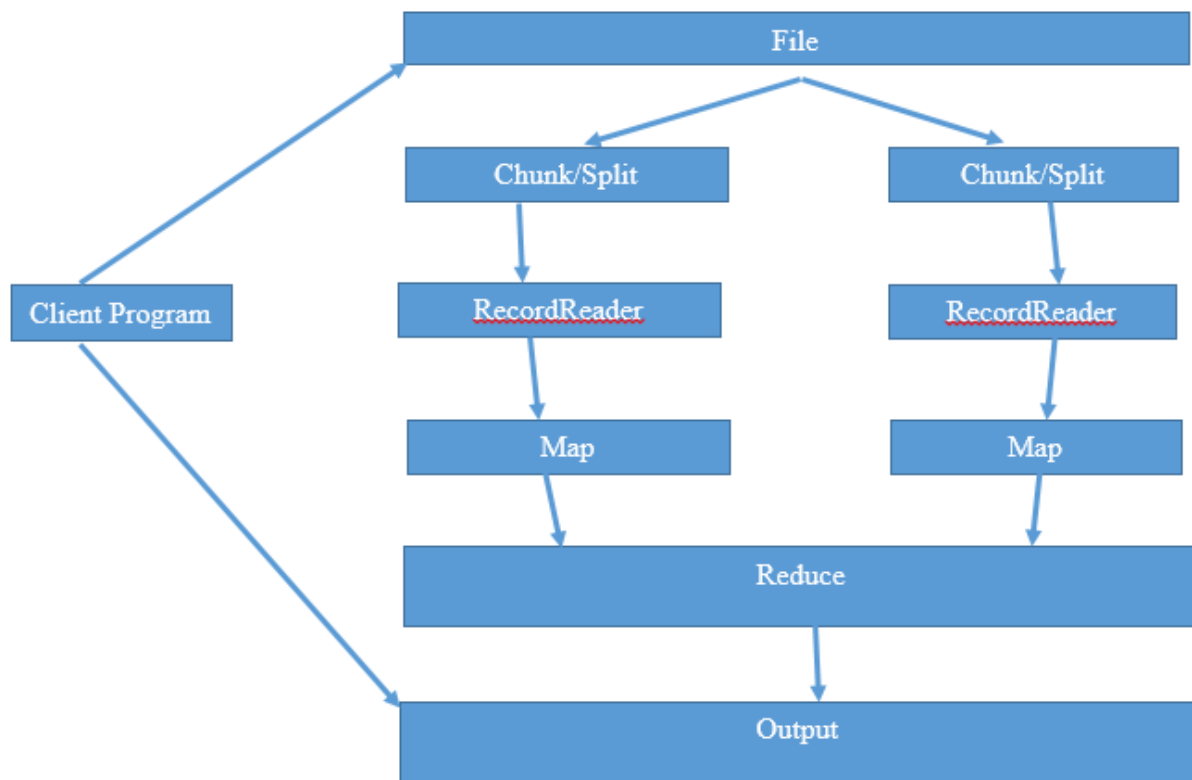 File
Chunk/Split
Chunk/Split
Client Program
RecordReader
RecordReader
Map
Map
Reduce
Output